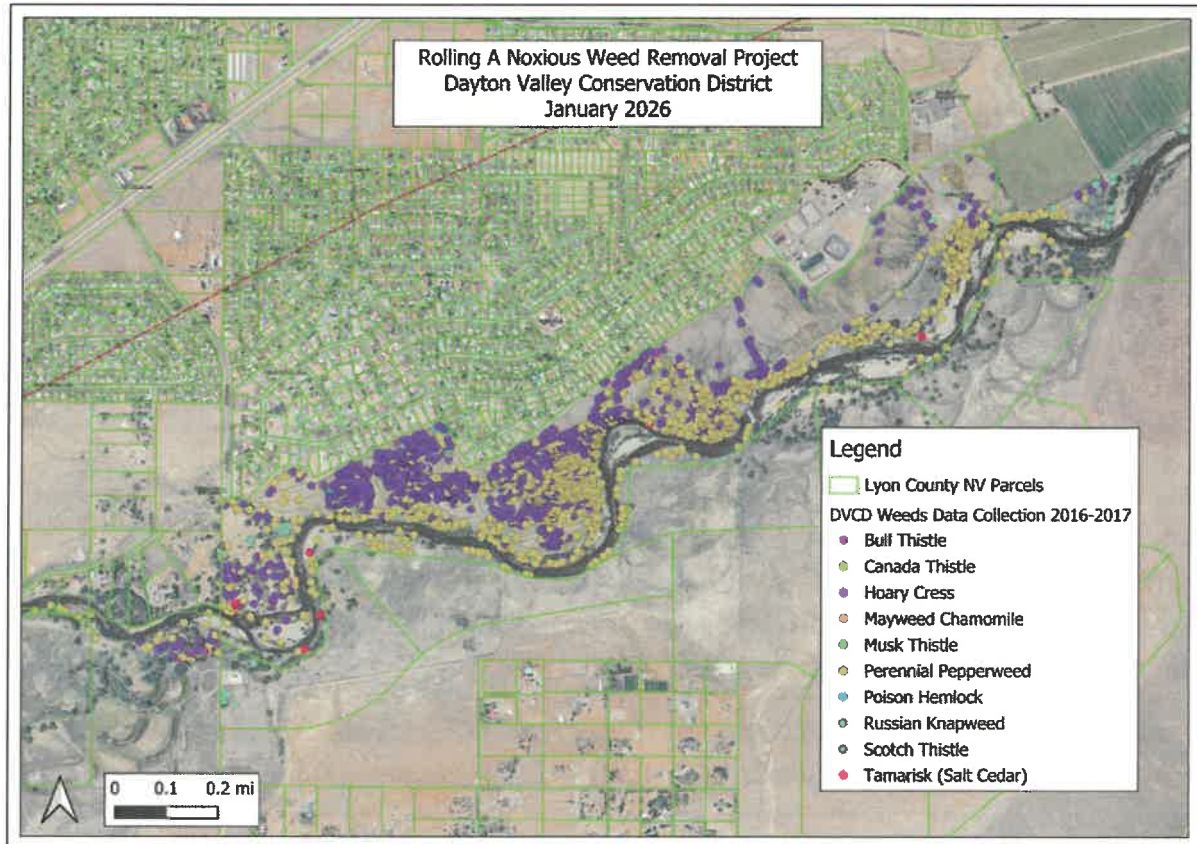 Rolling A Noxious Weed Removal Project
Dayton Valley Conservation District
January 2026
Legend
Lyon County NV Parcels
DVCD Weeds Data Collection 2016-2017
Bull Thistle
Canada Thistle
Hoary Cress
Mayweed Chamomile
Musk Thistle
Perennial Pepperweed
Poison Hemlock
Russian Knapweed
Scotch Thistle
Tamarisk (Salt Cedar)
0 0.1 0.2 mi